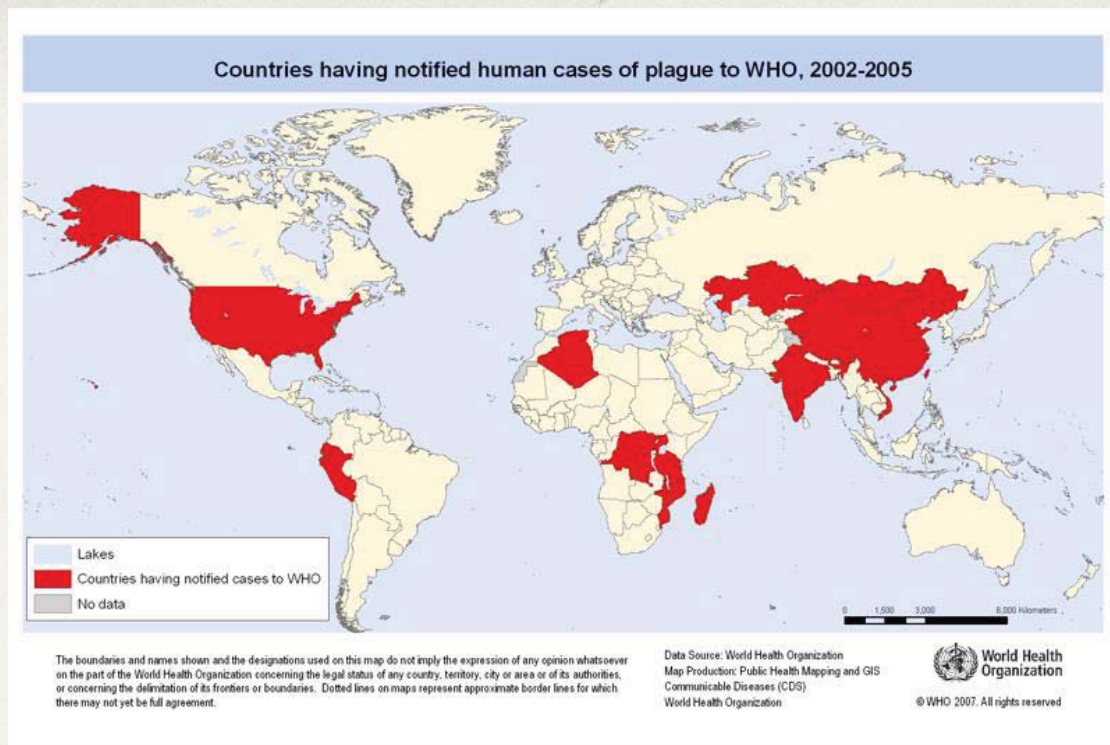 Countries having notified human cases of plague to WHO, 2002-2005
Lakes
Countries having notified cases to WHO
No data
0 1,500 3,000 6,000 Kilometers
The boundaries and names shown and the designations used on this map do not imply the expression of any opinion whatsoever
on the part of the World Health Organization concerning the legal status of any country, territory, city or area or of its authorities,
or concerning the delimitation of its frontiers or boundaries. Dotted lines on maps represent approximate border lines for which
there may not yet be full agreement.
Data Source: World Health Organization
Map Production: Public Health Mapping and GIS
Communicable Diseases (CDS)
World Health Organization
World Health
Organization
© WHO 2007. All rights reserved